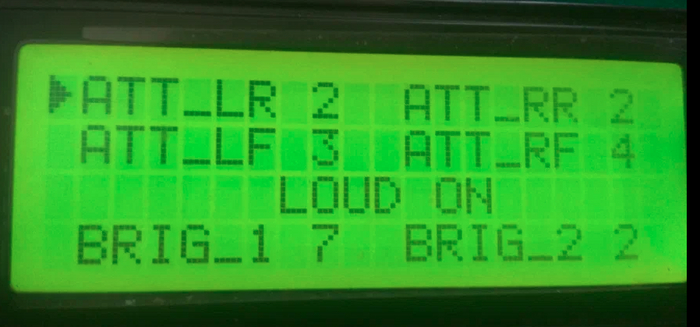 ▶ATT_LR 2 ATT_RR 2
ATT_LF 3 ATT_RF 4
LOUD ON
BRIG_1 7 BRIG_2 2